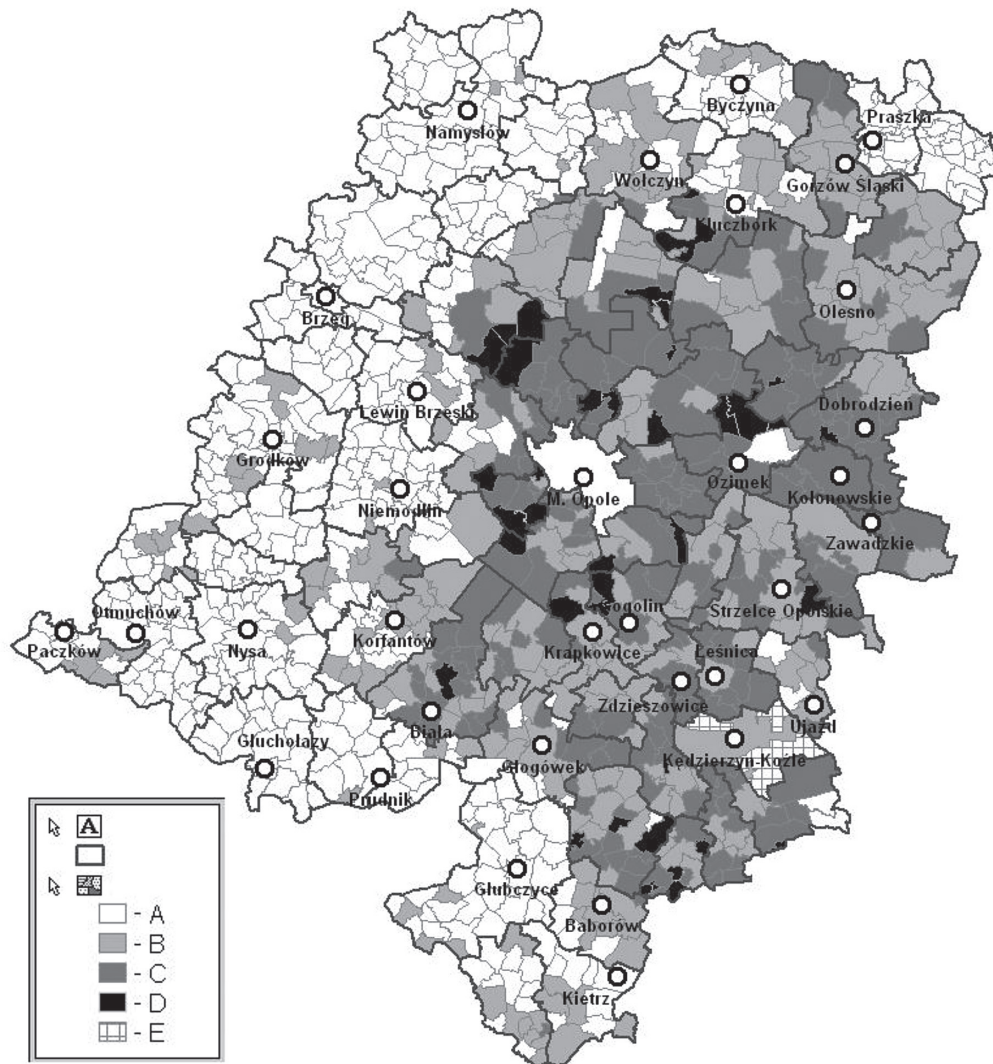 Namysłów
Byczyna
Praszka
Wołczyn
Gorzów Śląski
Kluczbork
Brzeg
Olesno
Lewin Brzeski
Dobrodzień
Grodków
M. Opole
Ozimek
Kolonowskie
Niemodlin
Zawadzkie
Otmuchów
Paczków
Nysa
Korfantów
Gogolin
Strzelce Opolskie
Krapkowice
Leśnica
Zdzieszowice
Biała
Ujazd
Głuchołazy
Głogówek
Kędzierzyn-Koźle
Prudnik
A
- A
- B
- C
- D
- E
Głubczyce
Baborów
Kietrz